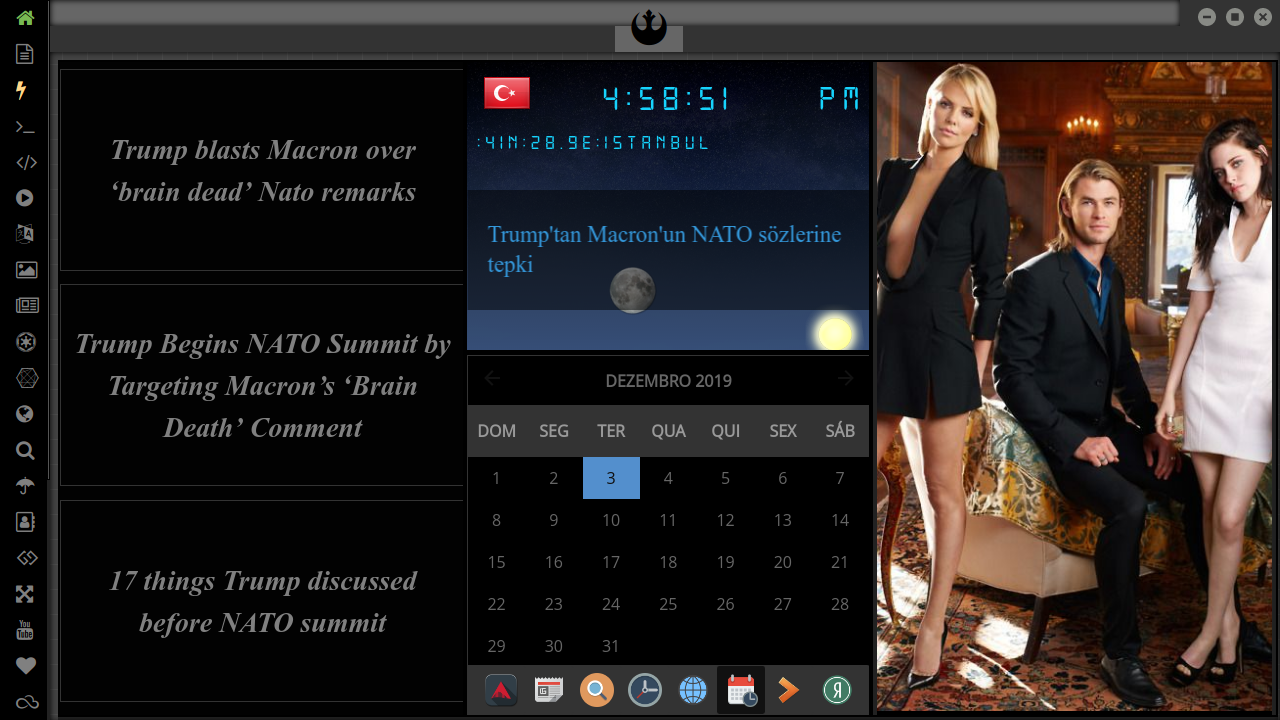 Trump blasts Macron over
‘brain dead’ Nato remarks
Trump Begins NATO Summit by
Targeting Macron’s ‘Brain
Death’ Comment
17 things Trump discussed
before NATO summit
4:58:51 PM
:41N:28.9E:ISTANBUL
Trump'tan Macron'un NATO sözlerine
tepki
DEZEMBRO 2019
DOM SEG TER QUA QUI SEX SÁB
1 2 3 4 5 6 7
8 9 10 11 12 13 14
15 16 17 18 19 20 21
22 23 24 25 26 27 28
29 30 31
You
Tube
Я